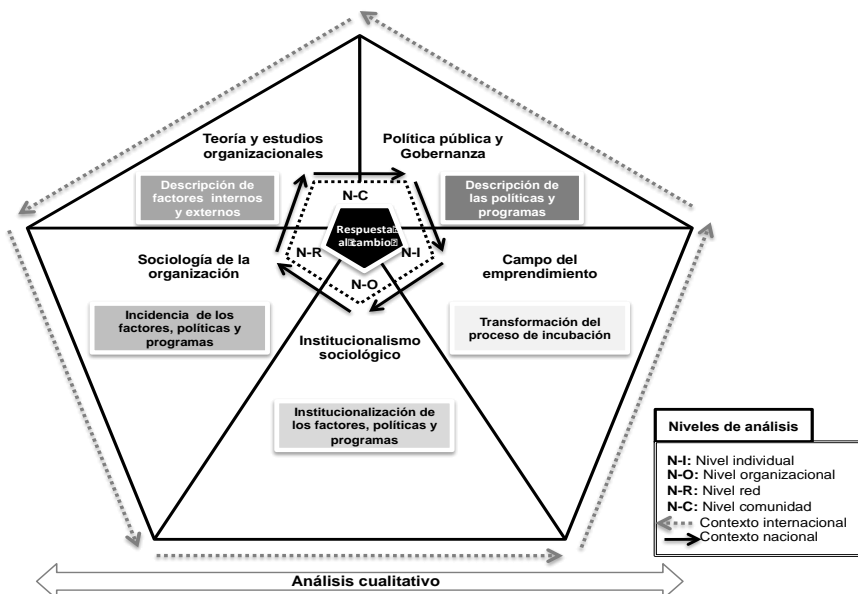 Teoría y estudios
organizacionales
Política pública y
Gobernanza
Descripción de
factores internos
y externos
Descripción de
las políticas y
programas
N-C
Respuesta
al cambio
N-R
N-I
N-O
Sociología de la
organización
Campo del
emprendimiento
Incidencia de los
factores, políticas y
programas
Transformación del
proceso de incubación
Institucionalismo
sociológico
Institucionalización de
los factores, políticas y
programas
Niveles de análisis
N-I: Nivel individual
N-O: Nivel organizacional
N-R: Nivel red
N-C: Nivel comunidad
Contexto internacional
Contexto nacional
Análisis cualitativo